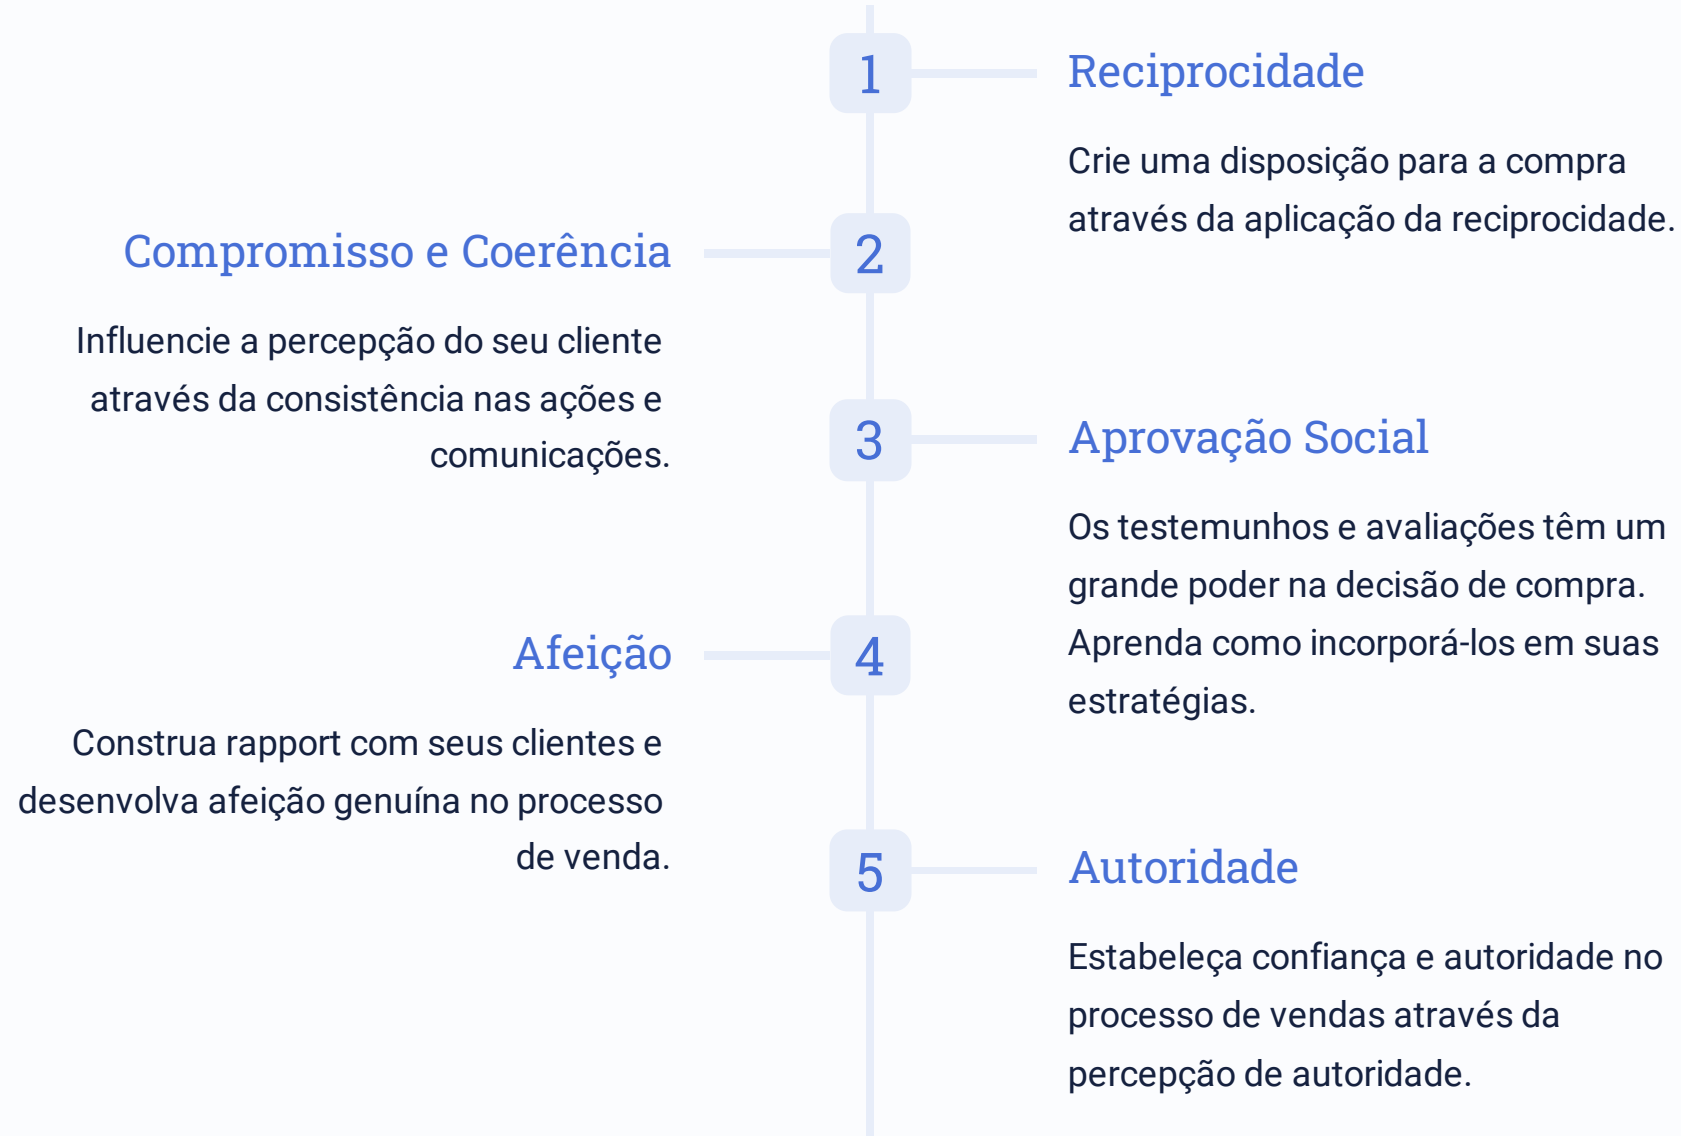 1
Reciprocidade
Crie uma disposição para a compra
através da aplicação da reciprocidade.
2
Compromisso e Coerência
Influencie a percepção do seu cliente
através da consistência nas ações e
comunicações.
3
Aprovação Social
Os testemunhos e avaliações têm um
grande poder na decisão de compra.
Aprenda como incorporá-los em suas
estratégias.
4
Afeição
Construa rapport com seus clientes e
desenvolva afeição genuína no processo
de venda.
5
Autoridade
Estabeleça confiança e autoridade no
processo de vendas através da
percepção de autoridade.